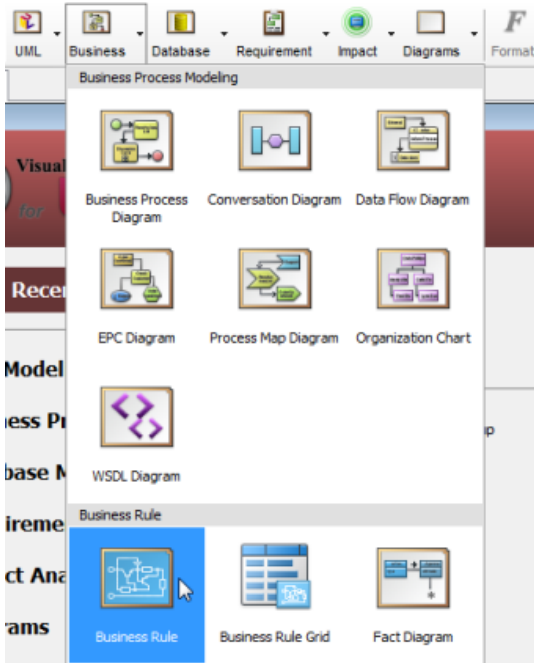 UML Business Database Requirement Impact Diagrams Format
Business Process Modeling
Visual
for
Business Process
Diagram
Conversation Diagram
Data Flow Diagram
Recen
EPC Diagram
Process Map Diagram
Organization Chart
Model
ness Pr
WSDL Diagram
up
base M
Business Rule
ireme
ct Ana
rams
Business Rule
Business Rule Grid
Fact Diagram